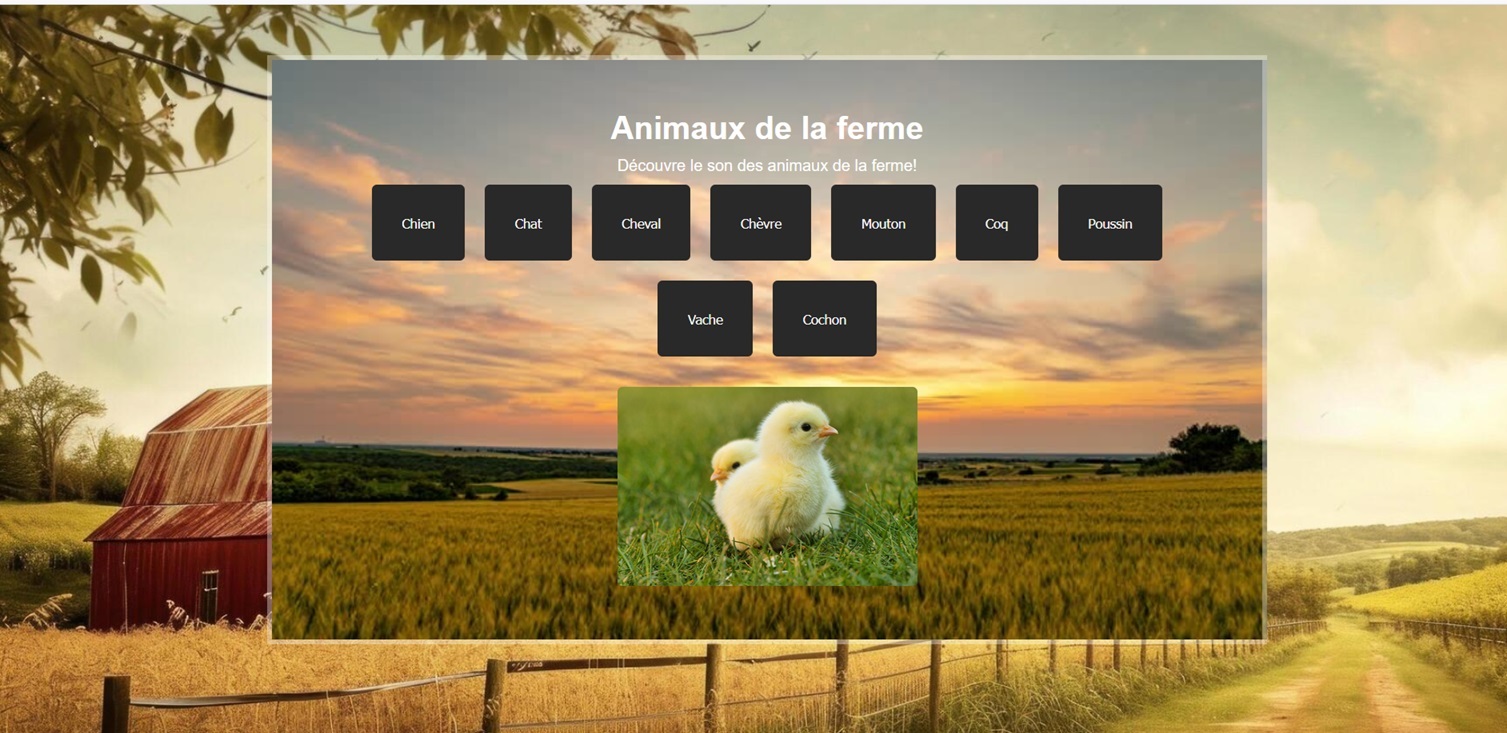 Animaux de la ferme
Découvre le son des animaux de la ferme!
Chien Chat Cheval Chèvre Mouton Coq Poussin
Vache Cochon